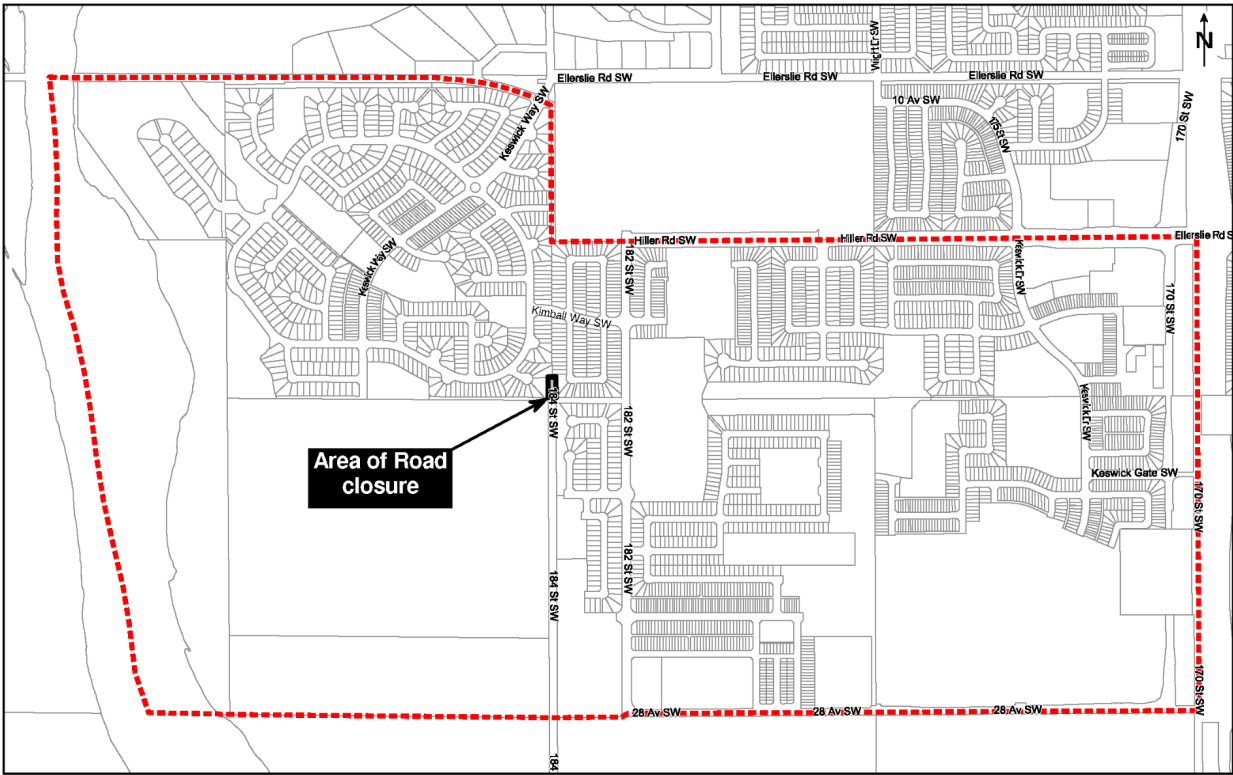 N
Wright Dr SW
Ellerslie Rd SW
Ellerslie Rd SW
Ellerslie Rd SW
10 Av SW
170 St SW
Keswick Way SW
175 St SW
Hiller Rd SW
Hiller Rd SW
Ellerslie Rd S
182 St SW
Keswick Way SW
Keswick Dr SW
Kimball Way SW
170 St SW
184 St SW
182 St SW
Keswick Dr SW
Area of Road
closure
Keswick Gate SW
170 St SW
184 St SW
182 St SW
170 St SW
28 Av SW
28 Av SW
28 Av SW
184